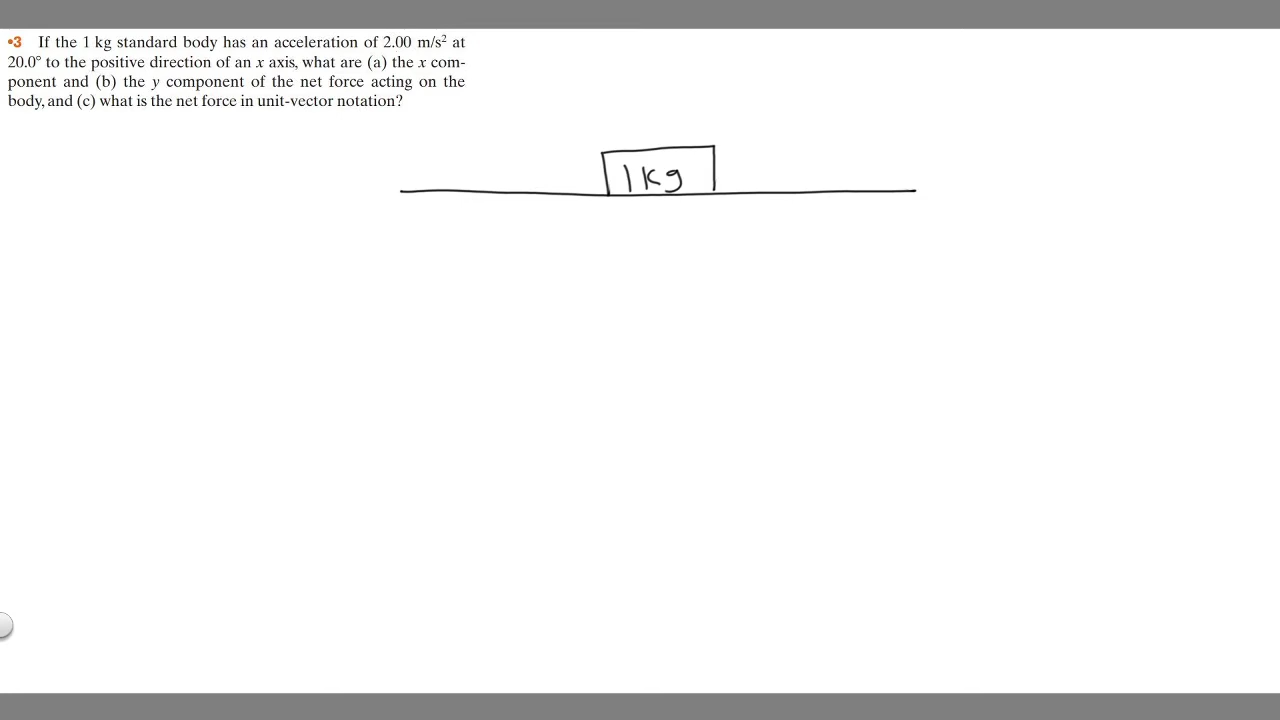 •3 If the 1 kg standard body has an acceleration of 2.00 m/s² at
20.0° to the positive direction of an x axis, what are (a) the x com-
ponent and (b) the y component of the net force acting on the
body, and (c) what is the net force in unit-vector notation?
1 kg